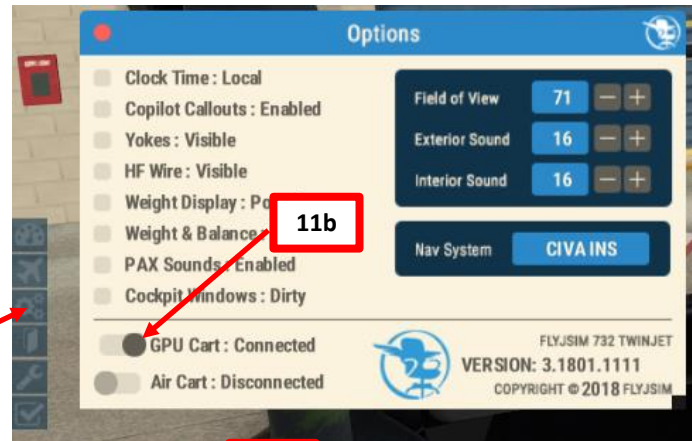 Options
Clock Time : Local
Copilot Callouts : Enabled
Yokes : Visible
HF Wire : Visible
Weight Display :
Weight & Balance
PAX Sounds : Enabled
Cockpit Windows : Dirty
11b
GPU Cart : Connected
Air Cart : Disconnected
Field of View 71 − +
Exterior Sound 16 − +
Interior Sound 16 − +
Nav System CIVA INS
FLYJSIM 732 TWINJET
VERSION: 3.1801.1111
COPYRIGHT © 2018 FLYJSIM